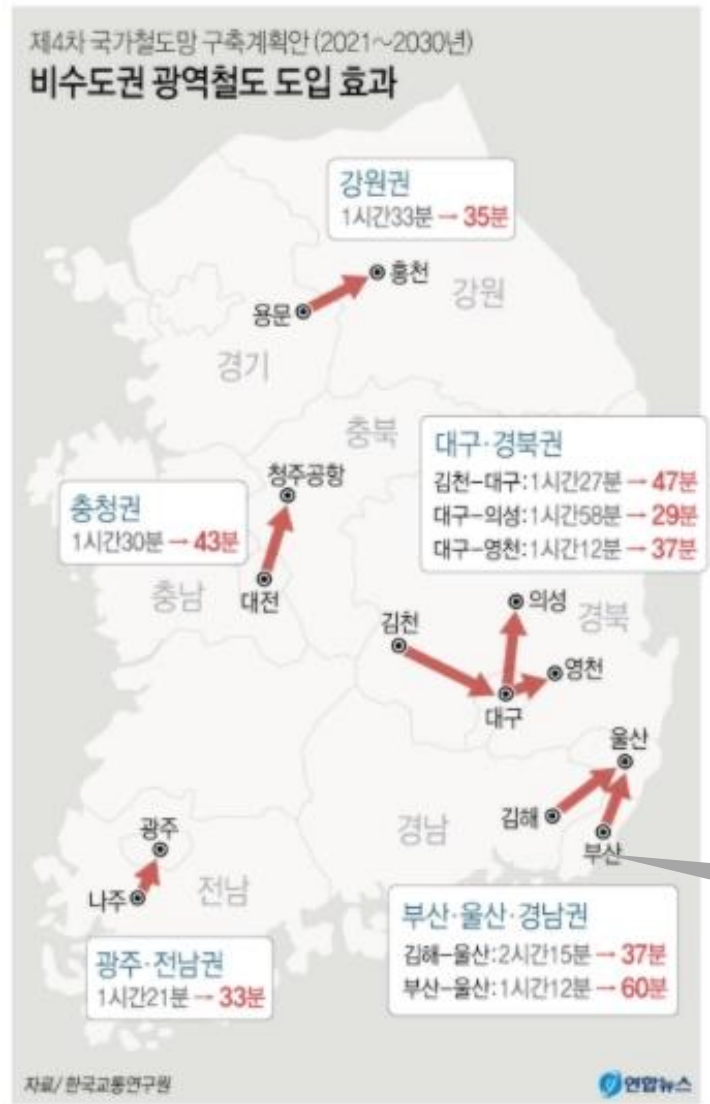 제4차 국가철도망 구축계획안 (2021~2030년)
비수도권 광역철도 도입 효과
강원권
1시간33분 → 35분
홍천
강원
용문
경기
충북
대구·경북권
김천-대구:1시간27분 → 47분
대구-의성:1시간58분 → 29분
대구-영천:1시간12분 → 37분
청주공항
충청권
1시간30분 → 43분
충남
대전
의성
경북
김천
영천
대구
울산
광주
경남
김해
부산
나주
전남
부산·울산·경남권
김해-울산:2시간15분 → 37분
부산-울산:1시간12분 → 60분
광주·전남권
1시간21분 → 33분
자료/ 한국교통연구원
연합뉴스